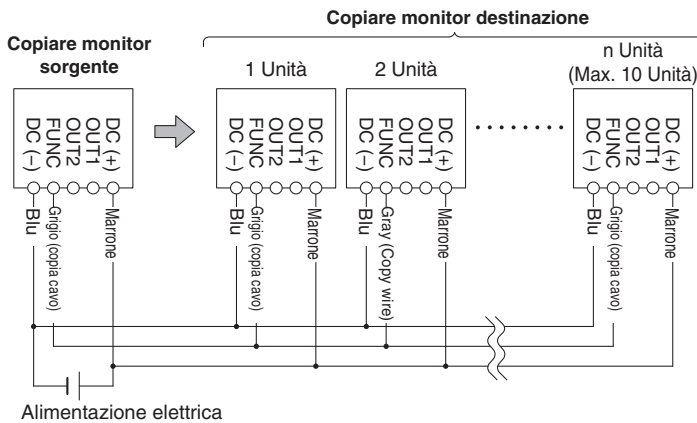 Copiare monitor destinazione
Copiare monitor
sorgente
1 Unità
2 Unità
n Unità
(Max. 10 Unità)
DC (–)
FUNC
OUT2
OUT1
DC (+)
DC (–)
FUNC
OUT2
OUT1
DC (+)
DC (–)
FUNC
OUT2
OUT1
DC (+)
DC (–)
FUNC
OUT2
OUT1
DC (+)
Blu
Grigio (copia cavo)
Marrone
Blu
Grigio (copia cavo)
Marrone
Blu
Gray (Copy wire)
Marrone
Blu
Grigio (copia cavo)
Marrone
Alimentazione elettrica